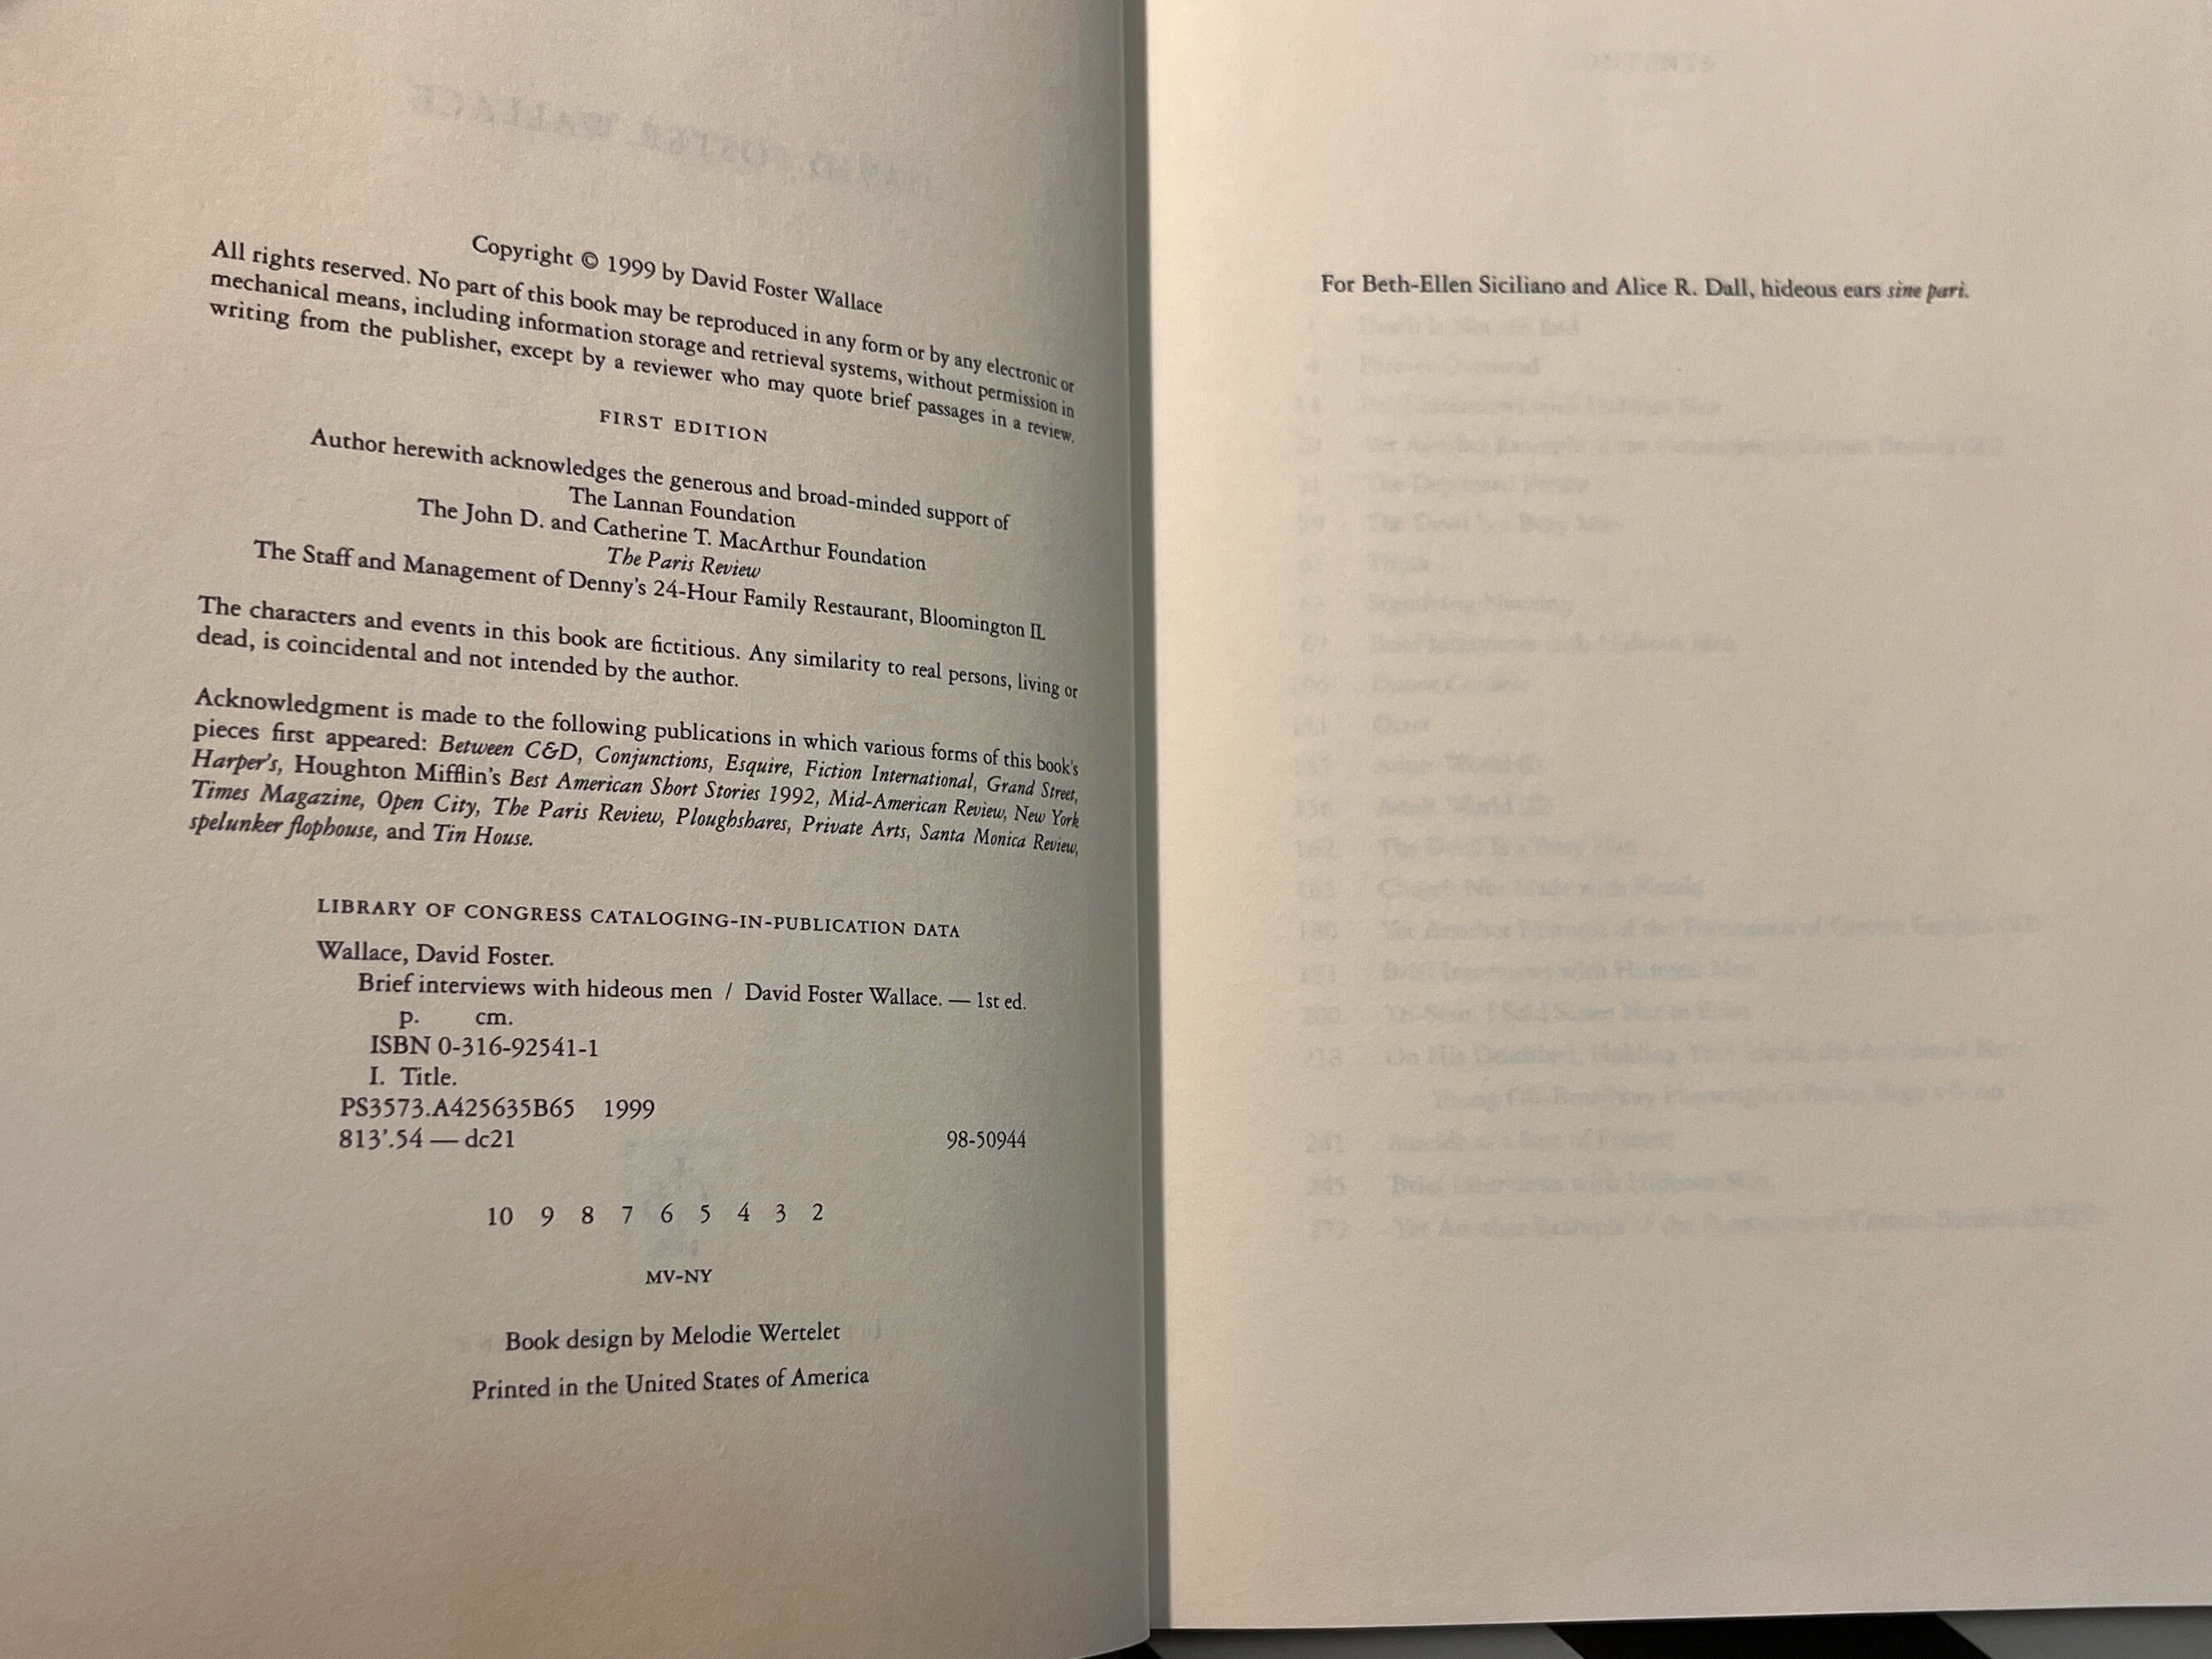 Copyright © 1999 by David Foster Wallace
All rights reserved. No part of this book may be reproduced in any form or by any electronic or
mechanical means, including information storage and retrieval systems, without permission in
writing from the publisher, except by a reviewer who may quote brief passages in a review.
FIRST EDITION
Author herewith acknowledges the generous and broad-minded support of
The Lannan Foundation
The John D. and Catherine T. MacArthur Foundation
The Paris Review
The Staff and Management of Denny's 24-Hour Family Restaurant, Bloomington IL
The characters and events in this book are fictitious. Any similarity to real persons, living or
dead, is coincidental and not intended by the author.
Acknowledgment is made to the following publications in which various forms of this book's
pieces first appeared: Between C&D, Conjunctions, Esquire, Fiction International, Grand Street,
Harper's, Houghton Mifflin's Best American Short Stories 1992, Mid-American Review, New York
Times Magazine, Open City, The Paris Review, Ploughshares, Private Arts, Santa Monica Review,
spelunker flophouse, and Tin House.
LIBRARY OF CONGRESS CATALOGING-IN-PUBLICATION DATA
Wallace, David Foster.
Brief interviews with hideous men / David Foster Wallace. — 1st ed.
p. cm.
ISBN 0-316-92541-1
I. Title.
PS3573.A425635B65 1999
813'.54 — dc21 98-50944
10 9 8 7 6 5 4 3 2
MV-NY
Book design by Melodie Wertelet
Printed in the United States of America
For Beth-Ellen Siciliano and Alice R. Dall, hideous ears sine pari.